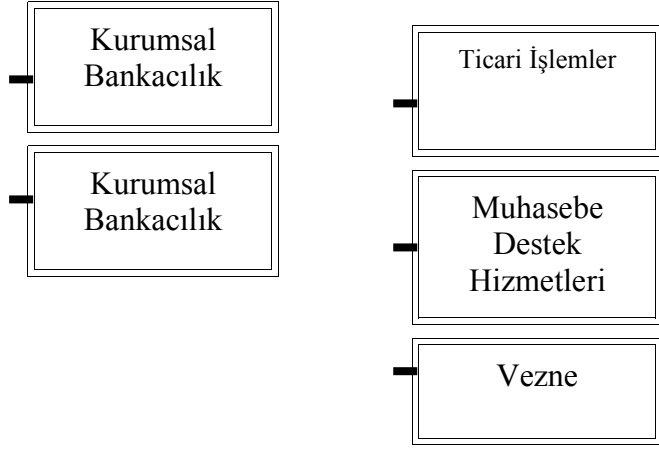 Kurumsal
Bankacılık
Kurumsal
Bankacılık
Ticari İşlemler
Muhasebe
Destek
Hizmetleri
Vezne